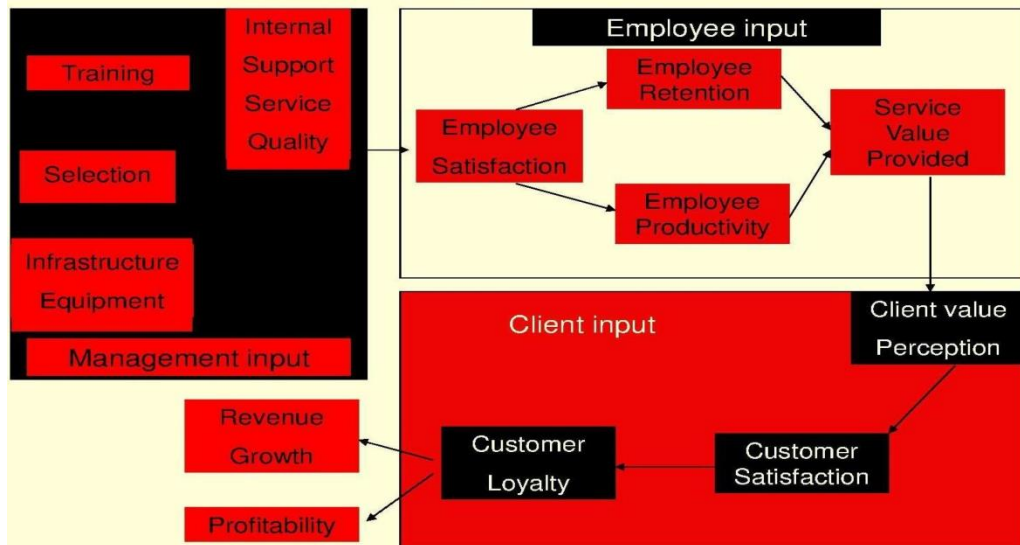 Internal
Support
Service
Quality
Training
Selection
Infrastructure
Equipment
Management input
Employee input
Employee
Satisfaction
Employee
Retention
Employee
Productivity
Service
Value
Provided
Client input
Client value
Perception
Customer
Satisfaction
Customer
Loyalty
Revenue
Growth
Profitability